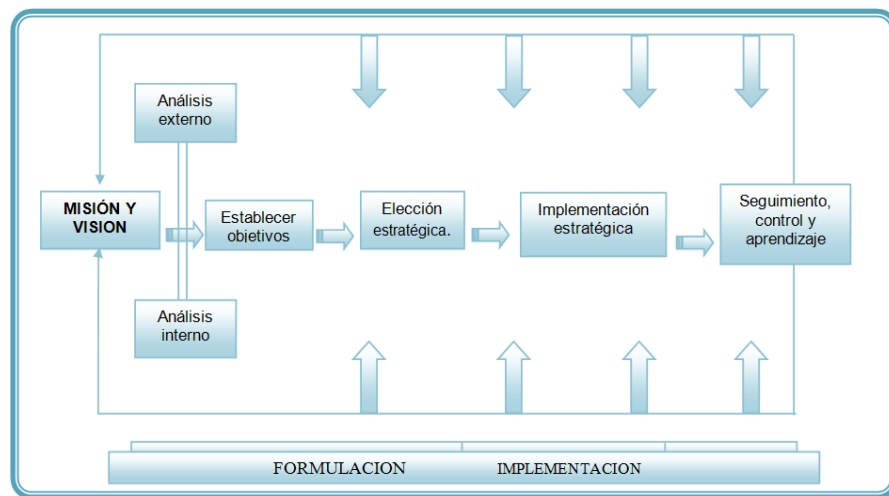 Análisis
externo
MISIÓN Y
VISION
Establecer
objetivos
Elección
estratégica.
Implementación
estratégica
Seguimiento,
control y
aprendizaje
Análisis
interno
FORMULACION
IMPLEMENTACION